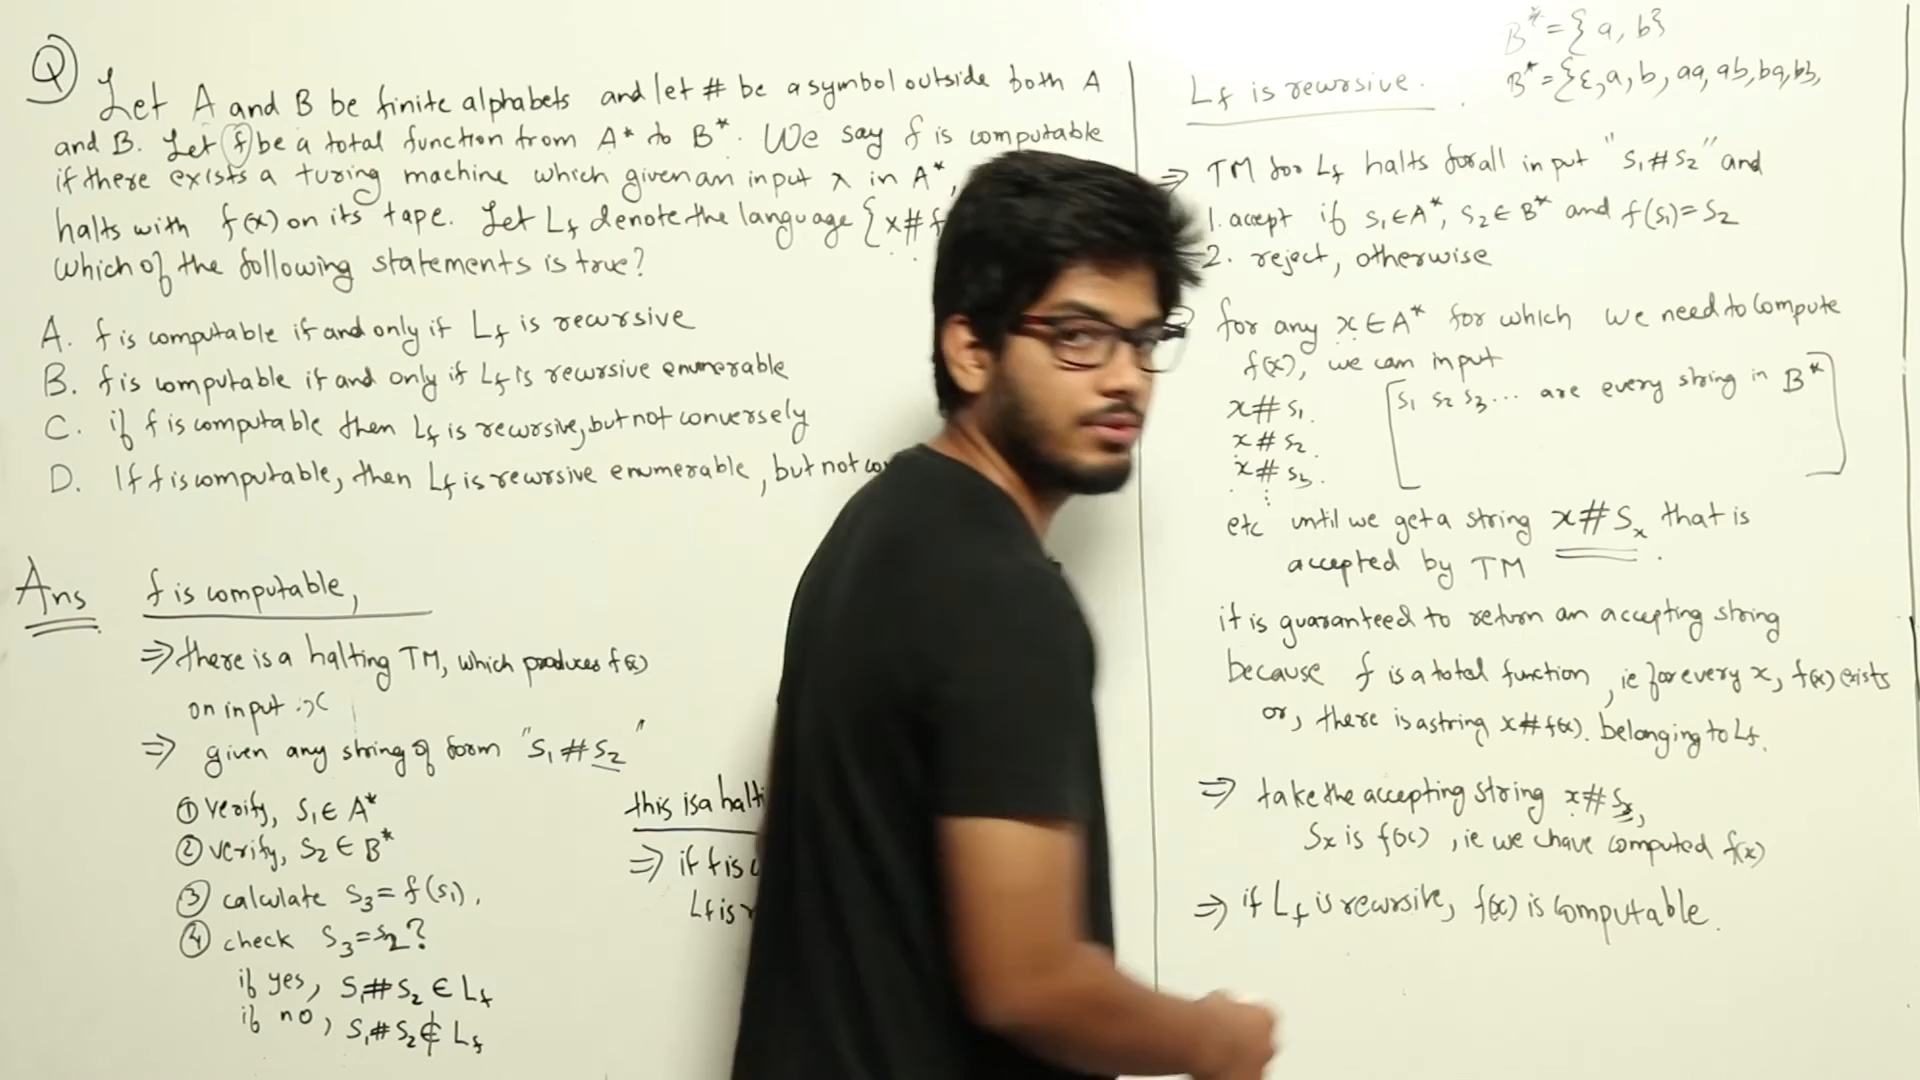 Q
Let A and B be finite alphabets and let # be a symbol outside both A
and B. Let f be a total function from A* to B*. We say f is computable
if there exists a turing machine which given an input x in A*,
halts with f(x) on its tape. Let Lf denote the language {x# f
which of the following statements is true?
A. f is computable if and only if Lf is recursive
B. f is computable if and only if Lf is recursive enumerable
C. if f is computable then Lf is recursive, but not conversely
D. If f is computable, then Lf is recursive enumerable, but not co
Ans f is computable,
⇒ there is a halting TM, which produces f(x)
on input x
⇒ given any string of form "S1 # S2"
① verify, S1 ∈ A*
② verify, S2 ∈ B*
③ calculate S3 = f(S1).
④ check S3 = S2?
if yes, S1 # S2 ∈ Lf
if no, S1 # S2 ∉ Lf
this is a halti
⇒ if f is c
Lf is r
B* = {a, b}
B* = {ε, a, b, aa, ab, ba, bb,
Lf is recursive.
⇒ TM for Lf halts for all input "S1 # S2" and
1. accept if S1 ∈ A*, S2 ∈ B* and f(S1) = S2
2. reject, otherwise
for any x ∈ A* for which we need to compute
f(x), we can input
x # S1
x # S2
x # S3
⋮
[S1 S2 S3... are every string in B*]
etc until we get a string x # Sx that is
accepted by TM
it is guaranteed to return an accepting string
because f is a total function, ie for every x, f(x) exists
or, there is a string x # f(x). belonging to Lf.
⇒ take the accepting string x # Sx,
Sx is f(x), ie we chave computed f(x)
⇒ if Lf is recursive, f(x) is computable.